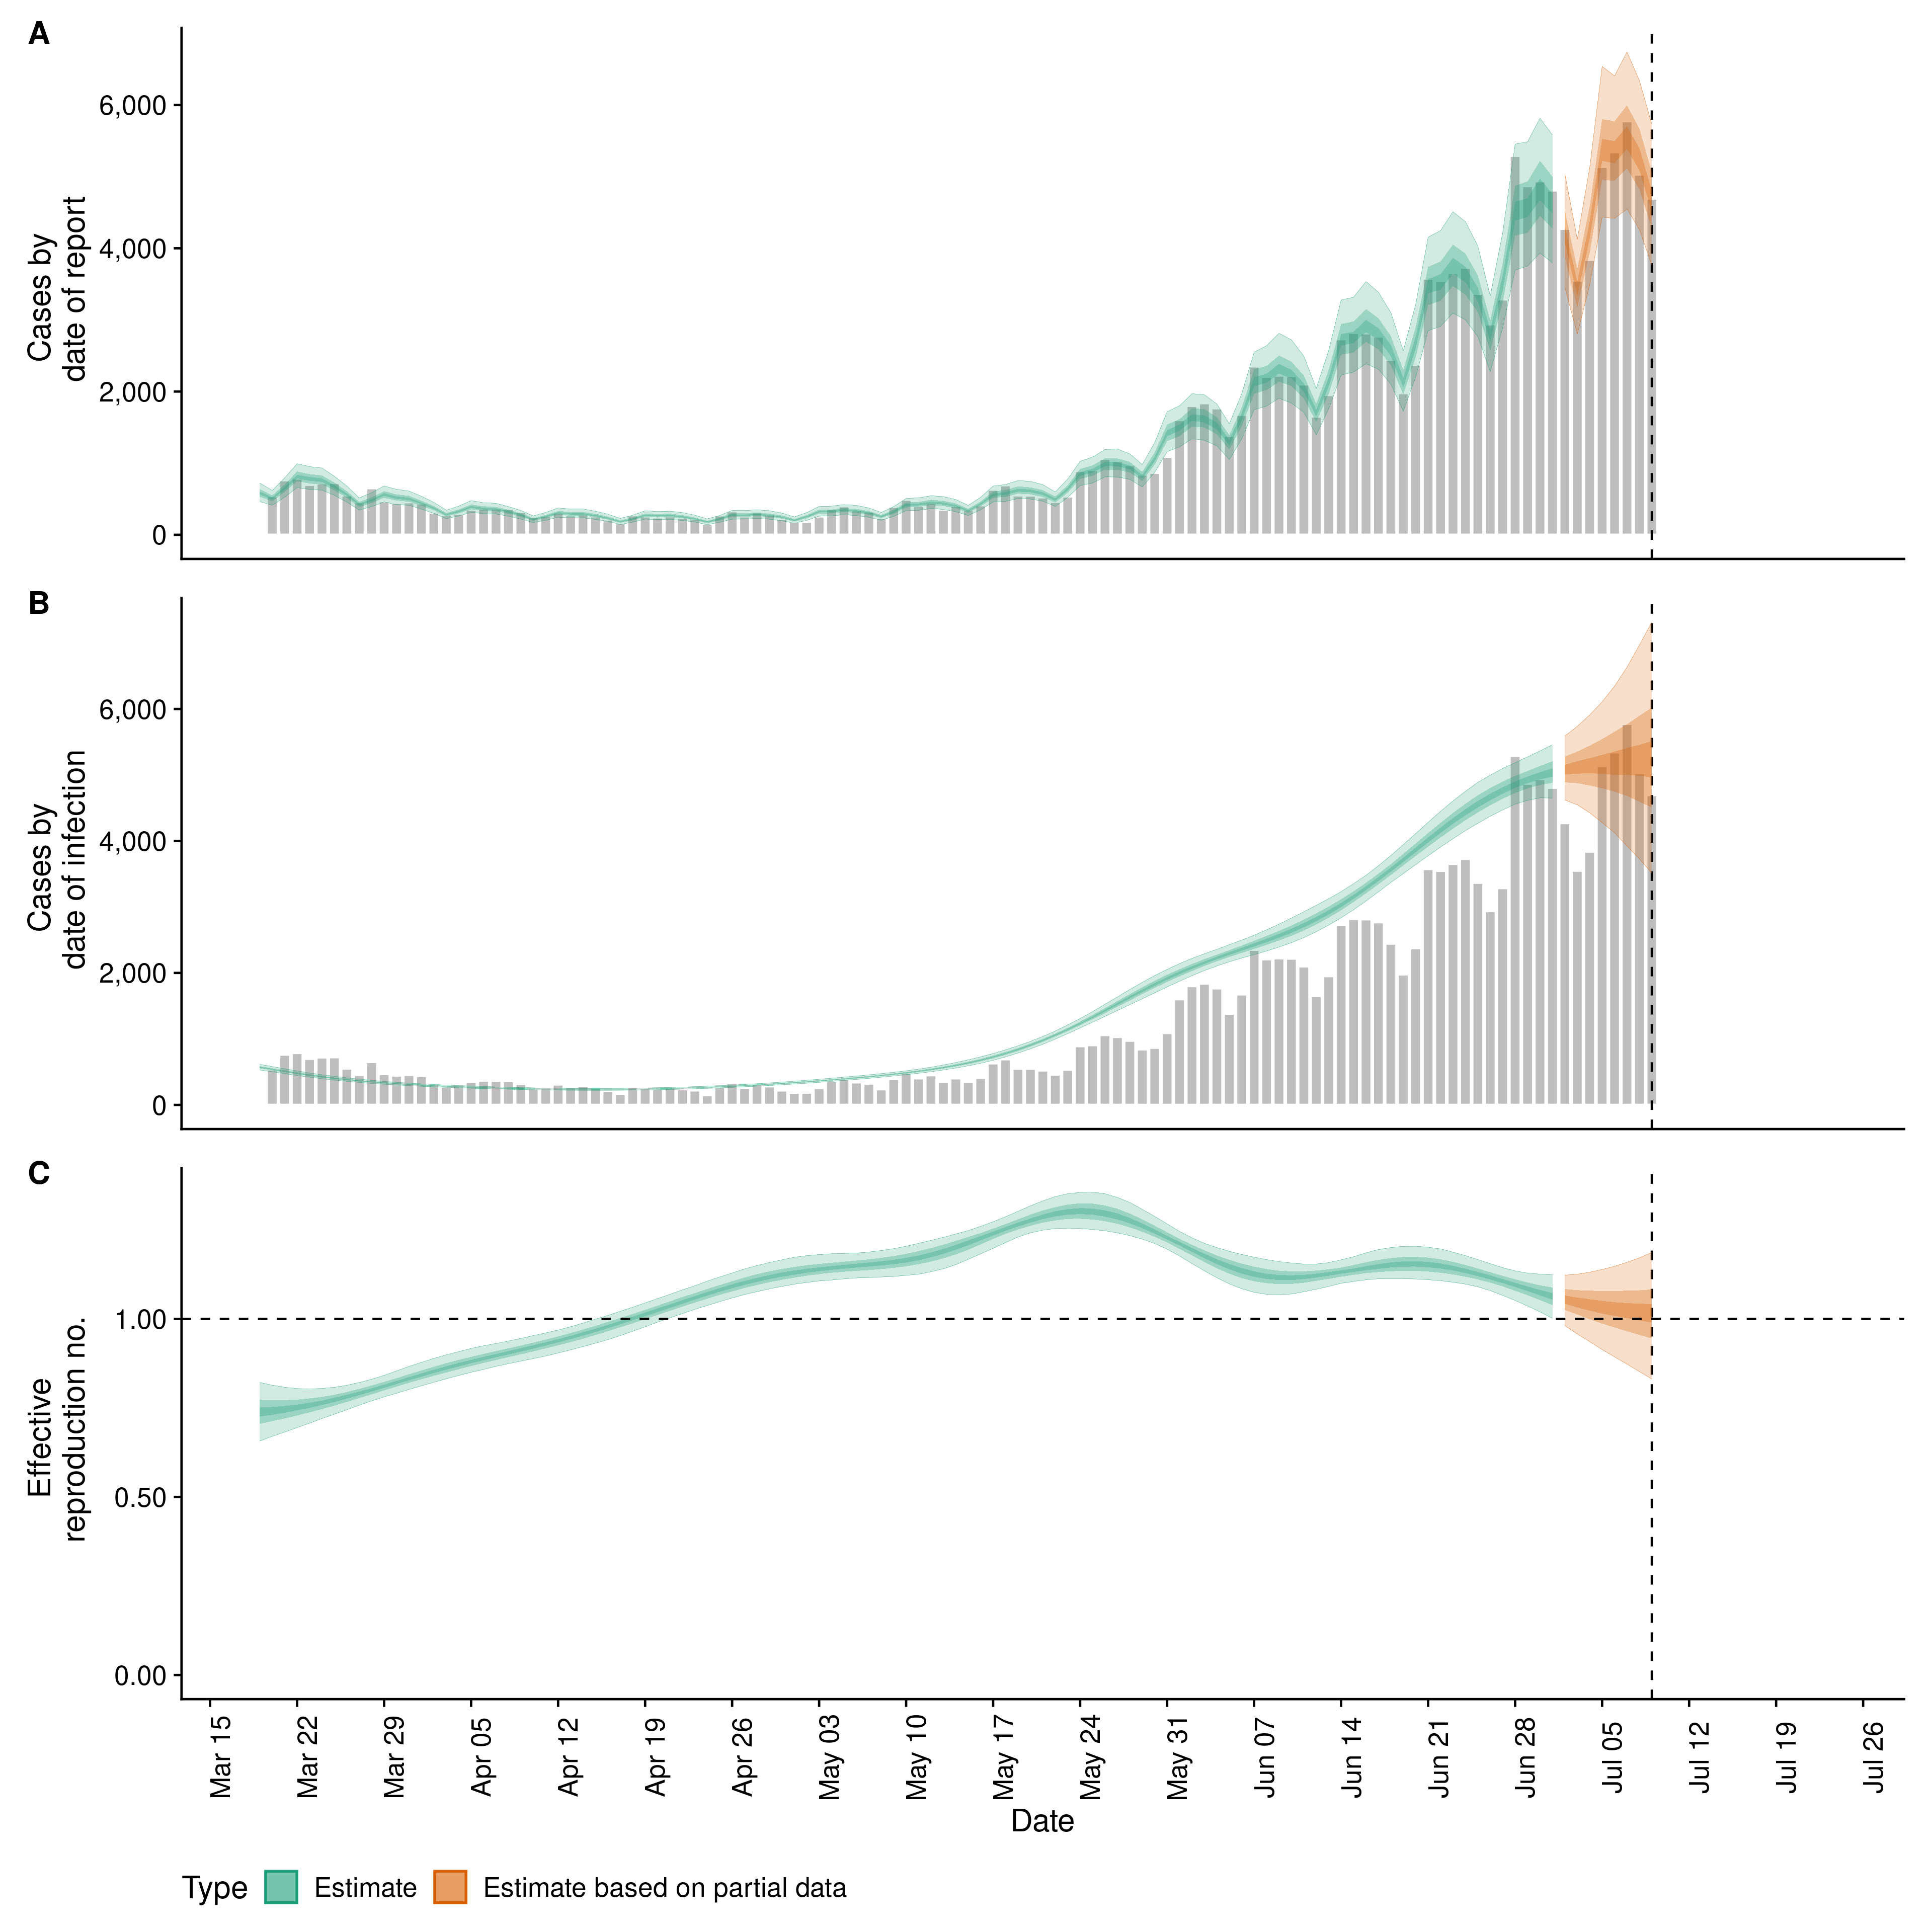 A
Cases by
date of report
6,000
4,000
2,000
0
B
Cases by
date of infection
6,000
4,000
2,000
0
C
Effective
reproduction no.
1.00
0.50
0.00
Mar 15
Mar 22
Mar 29
Apr 05
Apr 12
Apr 19
Apr 26
May 03
May 10
May 17
May 24
May 31
Jun 07
Jun 14
Jun 21
Jun 28
Jul 05
Jul 12
Jul 19
Jul 26
Date
Type Estimate Estimate based on partial data